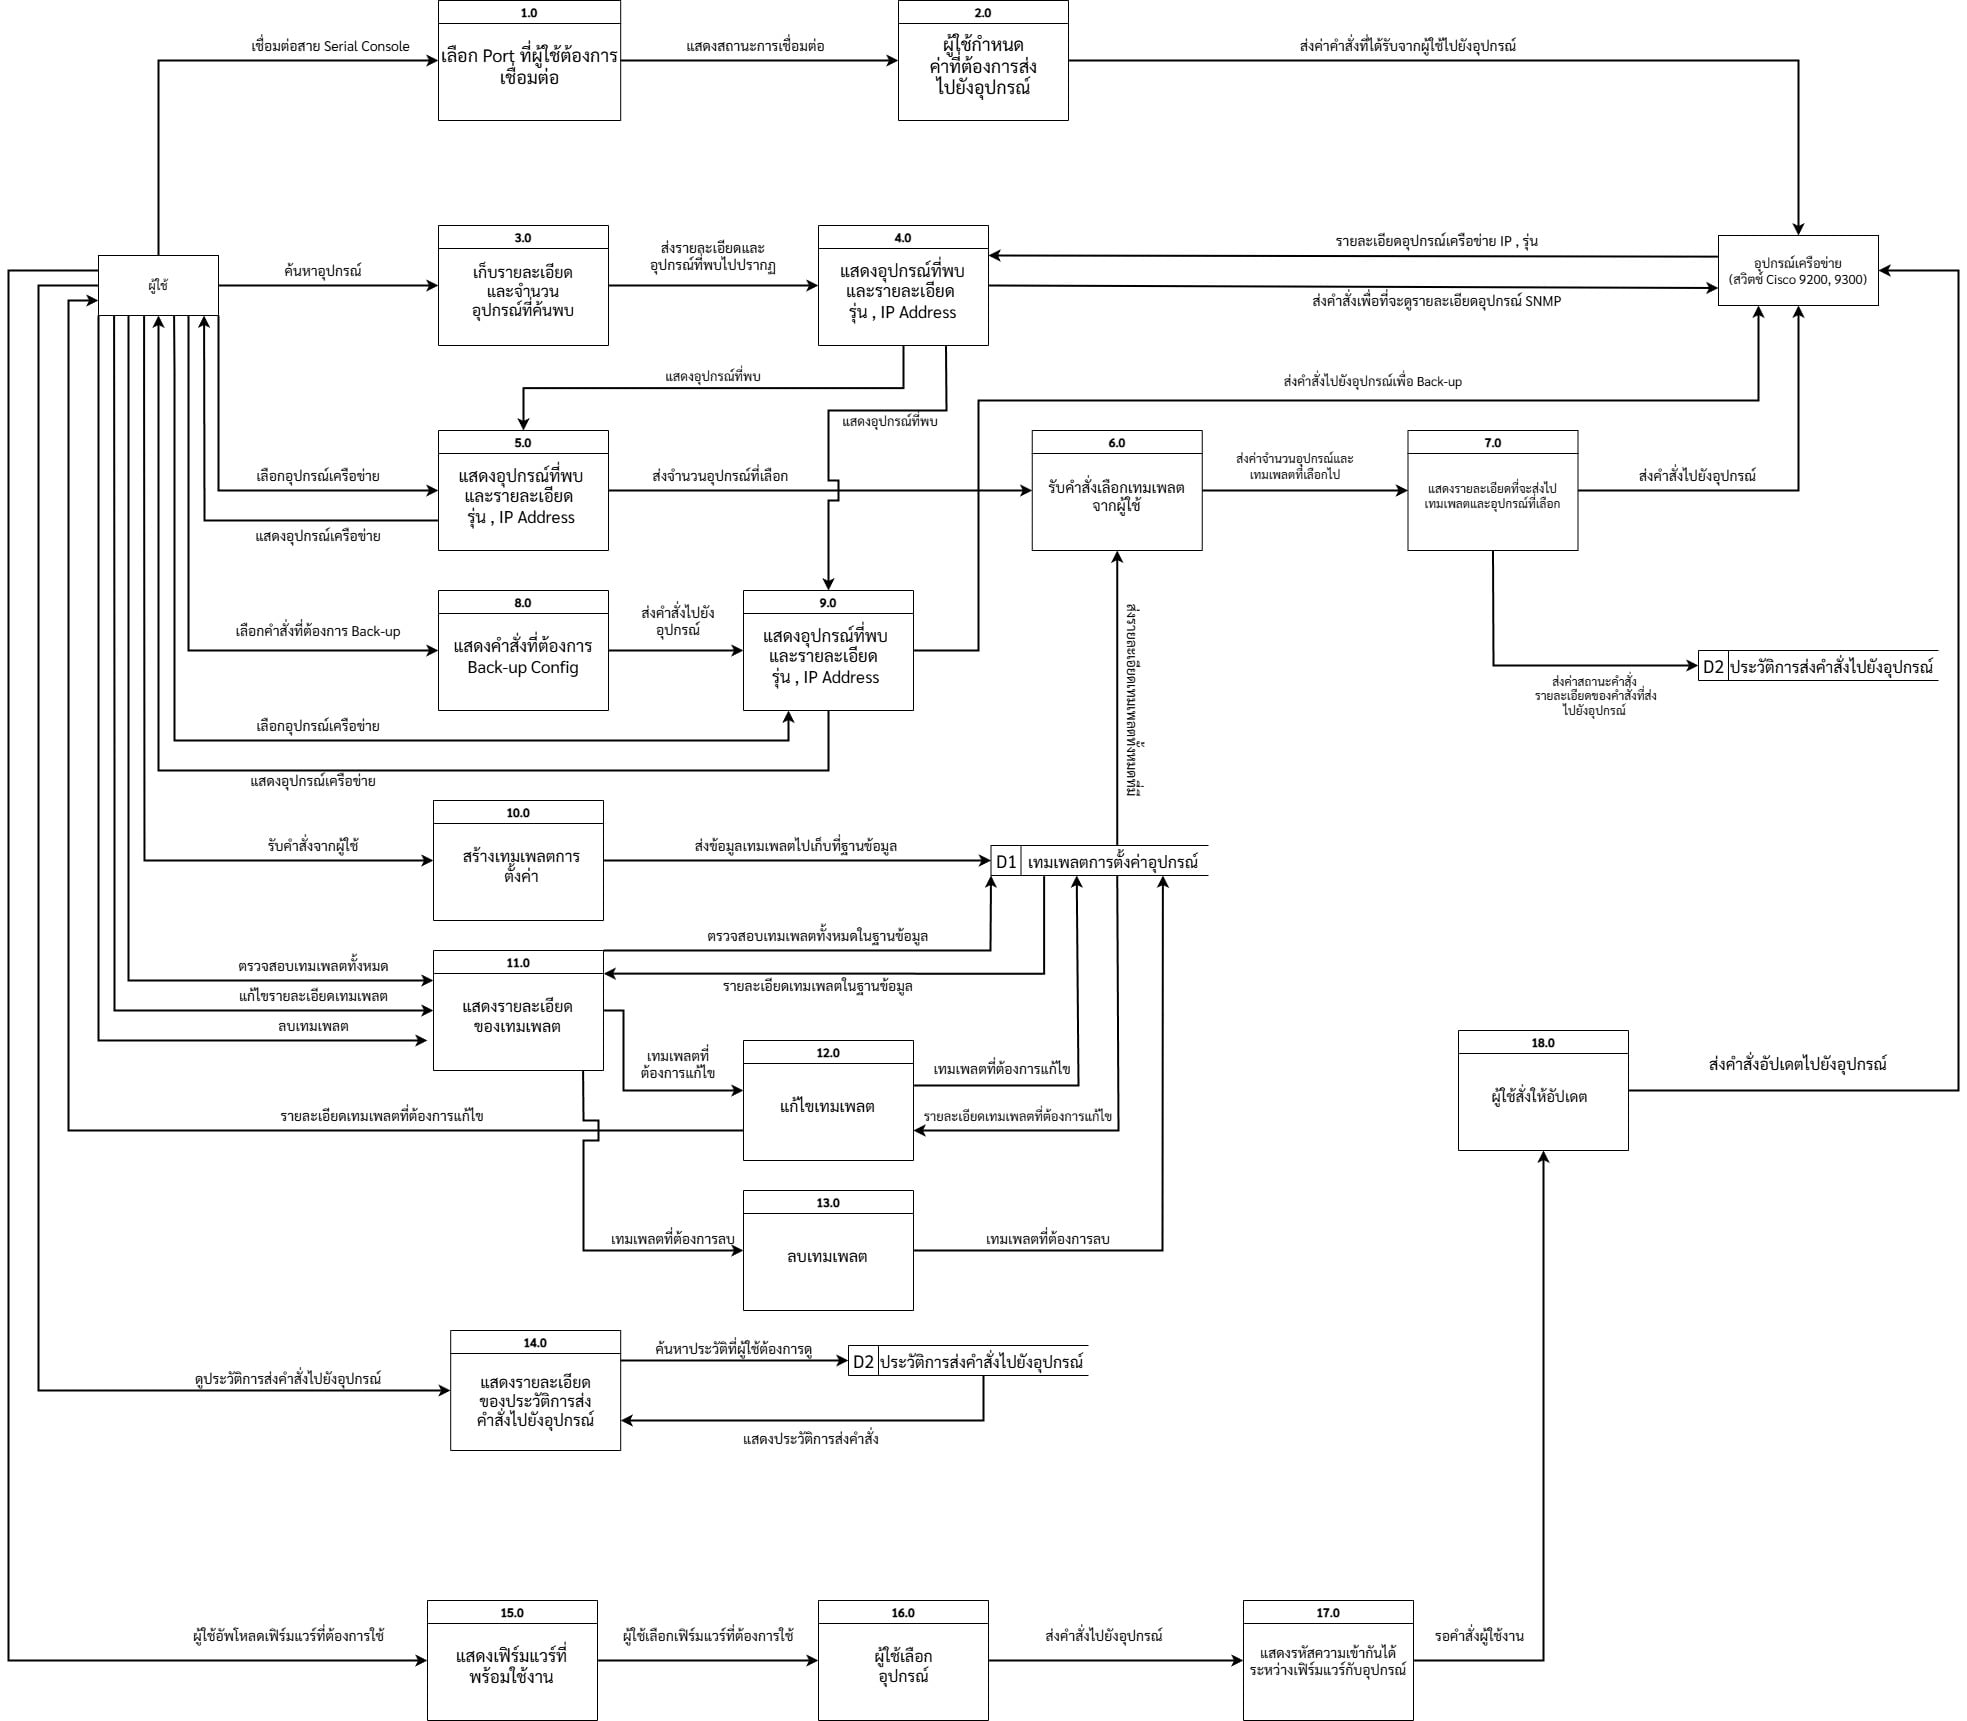 1.0
เลือก Port ที่ผู้ใช้ต้องการ
เชื่อมต่อ
2.0
ผู้ใช้กำหนด
ค่าที่ต้องการส่ง
ไปยังอุปกรณ์
เชื่อมต่อสาย Serial Console
แสดงสถานะการเชื่อมต่อ
ส่งค่าคำสั่งที่ได้รับจากผู้ใช้ไปยังอุปกรณ์
ผู้ใช้
ค้นหาอุปกรณ์
3.0
เก็บรายละเอียด
และจำนวน
อุปกรณ์ที่ค้นพบ
ส่งรายละเอียดและ
อุปกรณ์ที่พบไปปรากฏ
4.0
แสดงอุปกรณ์ที่พบ
และรายละเอียด
รุ่น , IP Address
รายละเอียดอุปกรณ์เครือข่าย IP , รุ่น
ส่งคำสั่งเพื่อที่จะดูรายละเอียดอุปกรณ์ SNMP
อุปกรณ์เครือข่าย
(สวิตช์ Cisco 9200, 9300)
แสดงอุปกรณ์ที่พบ
แสดงอุปกรณ์ที่พบ
ส่งคำสั่งไปยังอุปกรณ์เพื่อ Back-up
เลือกอุปกรณ์เครือข่าย
แสดงอุปกรณ์เครือข่าย
5.0
แสดงอุปกรณ์ที่พบ
และรายละเอียด
รุ่น , IP Address
ส่งจำนวนอุปกรณ์ที่เลือก
6.0
รับคำสั่งเลือกเทมเพลต
จากผู้ใช้
ส่งค่าจำนวนอุปกรณ์และ
เทมเพลตที่เลือกไป
7.0
แสดงรายละเอียดที่จะส่งไป
เทมเพลตและอุปกรณ์ที่เลือก
ส่งคำสั่งไปยังอุปกรณ์
เลือกคำสั่งที่ต้องการ Back-up
8.0
แสดงคำสั่งที่ต้องการ
Back-up Config
ส่งคำสั่งไปยัง
อุปกรณ์
9.0
แสดงอุปกรณ์ที่พบ
และรายละเอียด
รุ่น , IP Address
ส่งรายละเอียดเทมเพลตทั้งหมดที่มี
D2 ประวัติการส่งคำสั่งไปยังอุปกรณ์
ส่งค่าสถานะคำสั่ง
รายละเอียดของคำสั่งที่ส่ง
ไปยังอุปกรณ์
เลือกอุปกรณ์เครือข่าย
แสดงอุปกรณ์เครือข่าย
รับคำสั่งจากผู้ใช้
10.0
สร้างเทมเพลตการ
ตั้งค่า
ส่งข้อมูลเทมเพลตไปเก็บที่ฐานข้อมูล
D1 เทมเพลตการตั้งค่าอุปกรณ์
ตรวจสอบเทมเพลตทั้งหมดในฐานข้อมูล
รายละเอียดเทมเพลตในฐานข้อมูล
ตรวจสอบเทมเพลตทั้งหมด
แก้ไขรายละเอียดเทมเพลต
ลบเทมเพลต
11.0
แสดงรายละเอียด
ของเทมเพลต
เทมเพลตที่
ต้องการแก้ไข
12.0
แก้ไขเทมเพลต
เทมเพลตที่ต้องการแก้ไข
รายละเอียดเทมเพลตที่ต้องการแก้ไข
รายละเอียดเทมเพลตที่ต้องการแก้ไข
18.0
ผู้ใช้สั่งให้อัปเดต
ส่งคำสั่งอัปเดตไปยังอุปกรณ์
เทมเพลตที่ต้องการลบ
13.0
ลบเทมเพลต
เทมเพลตที่ต้องการลบ
ดูประวัติการส่งคำสั่งไปยังอุปกรณ์
14.0
แสดงรายละเอียด
ของประวัติการส่ง
คำสั่งไปยังอุปกรณ์
ค้นหาประวัติที่ผู้ใช้ต้องการดู
D2 ประวัติการส่งคำสั่งไปยังอุปกรณ์
แสดงประวัติการส่งคำสั่ง
ผู้ใช้อัพโหลดเฟิร์มแวร์ที่ต้องการใช้
15.0
แสดงเฟิร์มแวร์ที่
พร้อมใช้งาน
ผู้ใช้เลือกเฟิร์มแวร์ที่ต้องการใช้
16.0
ผู้ใช้เลือก
อุปกรณ์
ส่งคำสั่งไปยังอุปกรณ์
17.0
แสดงรหัสความเข้ากันได้
ระหว่างเฟิร์มแวร์กับอุปกรณ์
รอคำสั่งผู้ใช้งาน